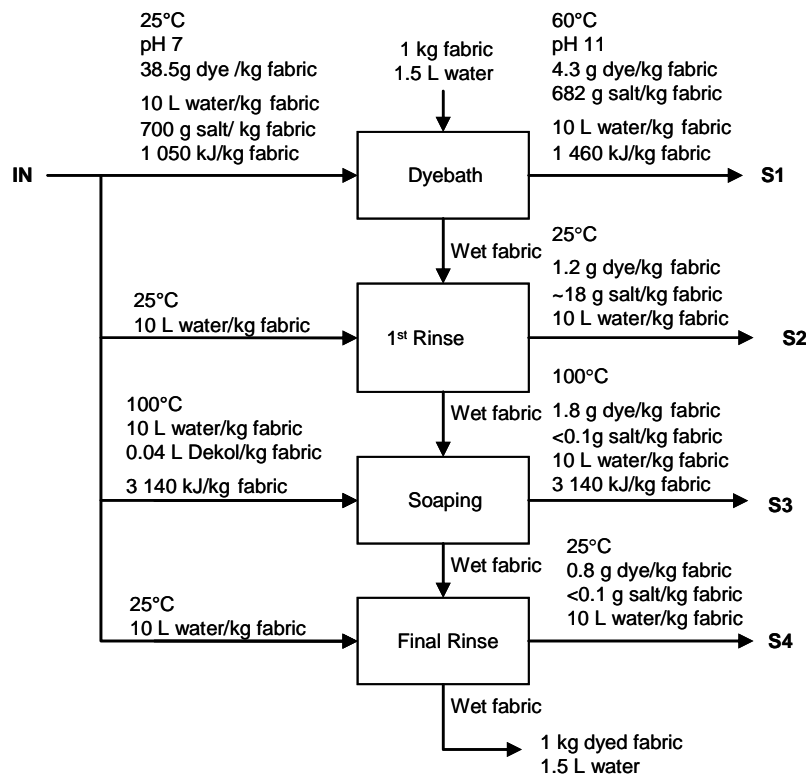 25°C
pH 7
38.5g dye /kg fabric
10 L water/kg fabric
700 g salt/ kg fabric
1 050 kJ/kg fabric
1 kg fabric
1.5 L water
60°C
pH 11
4.3 g dye/kg fabric
682 g salt/kg fabric
10 L water/kg fabric
1 460 kJ/kg fabric
IN
Dyebath
S1
Wet fabric
25°C
10 L water/kg fabric
1st Rinse
25°C
1.2 g dye/kg fabric
~18 g salt/kg fabric
10 L water/kg fabric
S2
Wet fabric
100°C
10 L water/kg fabric
0.04 L Dekol/kg fabric
3 140 kJ/kg fabric
Soaping
100°C
1.8 g dye/kg fabric
<0.1g salt/kg fabric
10 L water/kg fabric
3 140 kJ/kg fabric
S3
Wet fabric
25°C
10 L water/kg fabric
Final Rinse
25°C
0.8 g dye/kg fabric
<0.1 g salt/kg fabric
10 L water/kg fabric
S4
Wet fabric
1 kg dyed fabric
1.5 L water